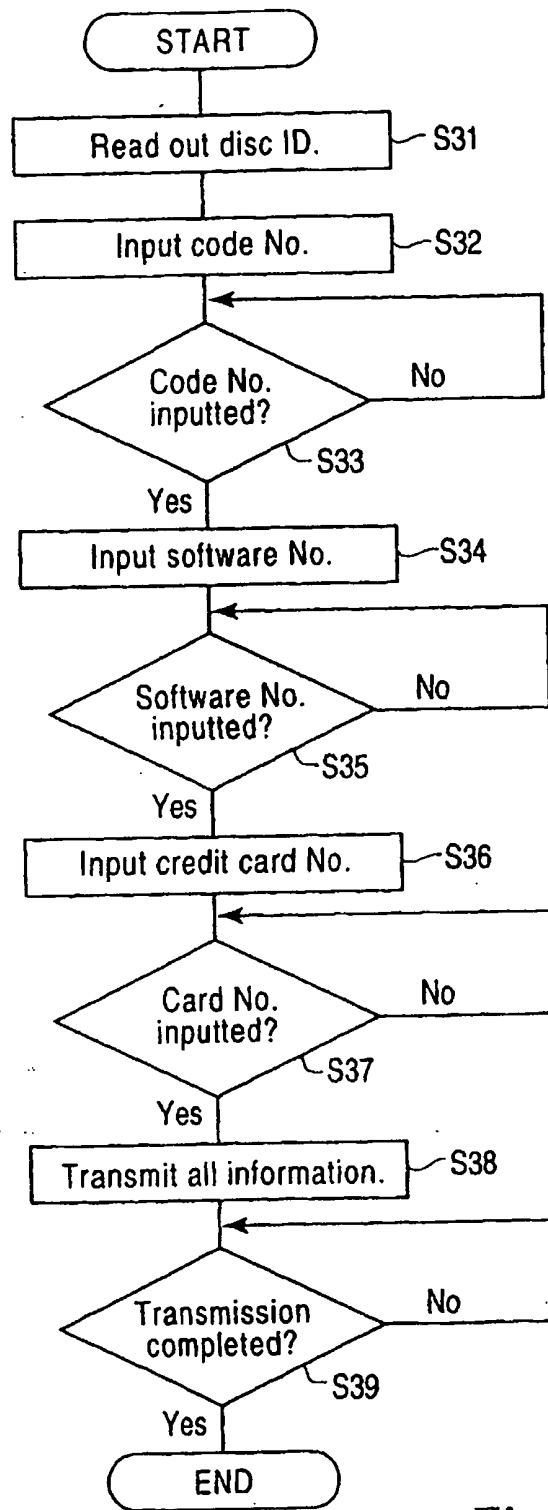 START
Read out disc ID.
S31
Input code No.
S32
Code No.
inputted?
No
S33
Yes
Input software No.
S34
Software No.
inputted?
No
S35
Yes
Input credit card No.
S36
Card No.
inputted?
No
S37
Yes
Transmit all information.
S38
Transmission
completed?
No
S39
Yes
END